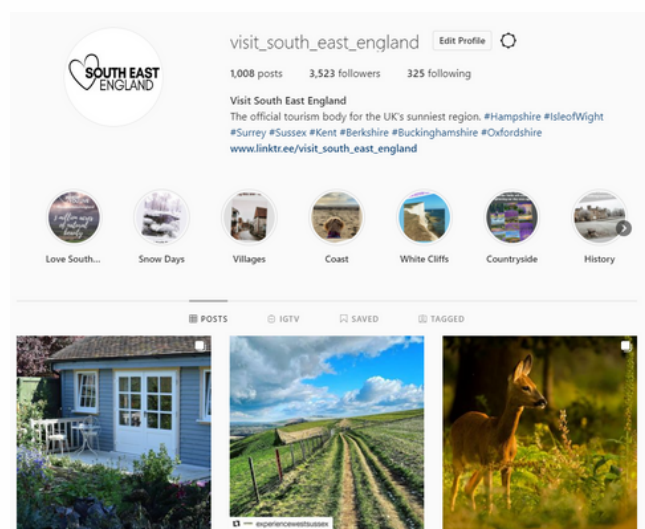 SOUTH EAST
ENGLAND
visit_south_east_england Edit Profile
1,008 posts 3,523 followers 325 following
Visit South East England
The official tourism body for the UK's sunniest region. #Hampshire #IsleofWight
#Surrey #Sussex #Kent #Berkshire #Buckinghamshire #Oxfordshire
www.linktr.ee/visit_south_east_england
Love South... Snow Days Villages Coast White Cliffs Countryside History
POSTS IGTV SAVED TAGGED
experiencewestsussex